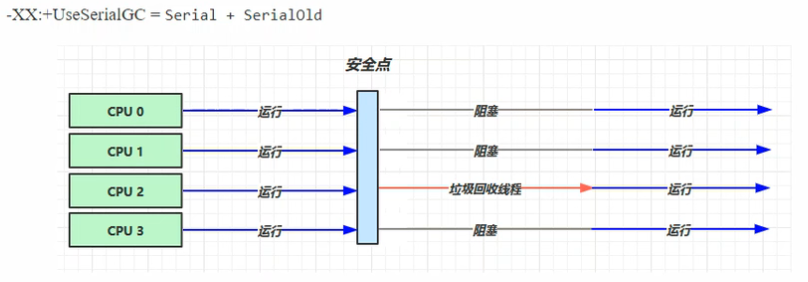 -XX:+UseSerialGC = Serial + SerialOld
安全点
CPU 0 运行 阻塞 运行
CPU 1 运行 阻塞 运行
CPU 2 运行 垃圾回收线程 运行
CPU 3 运行 阻塞 运行